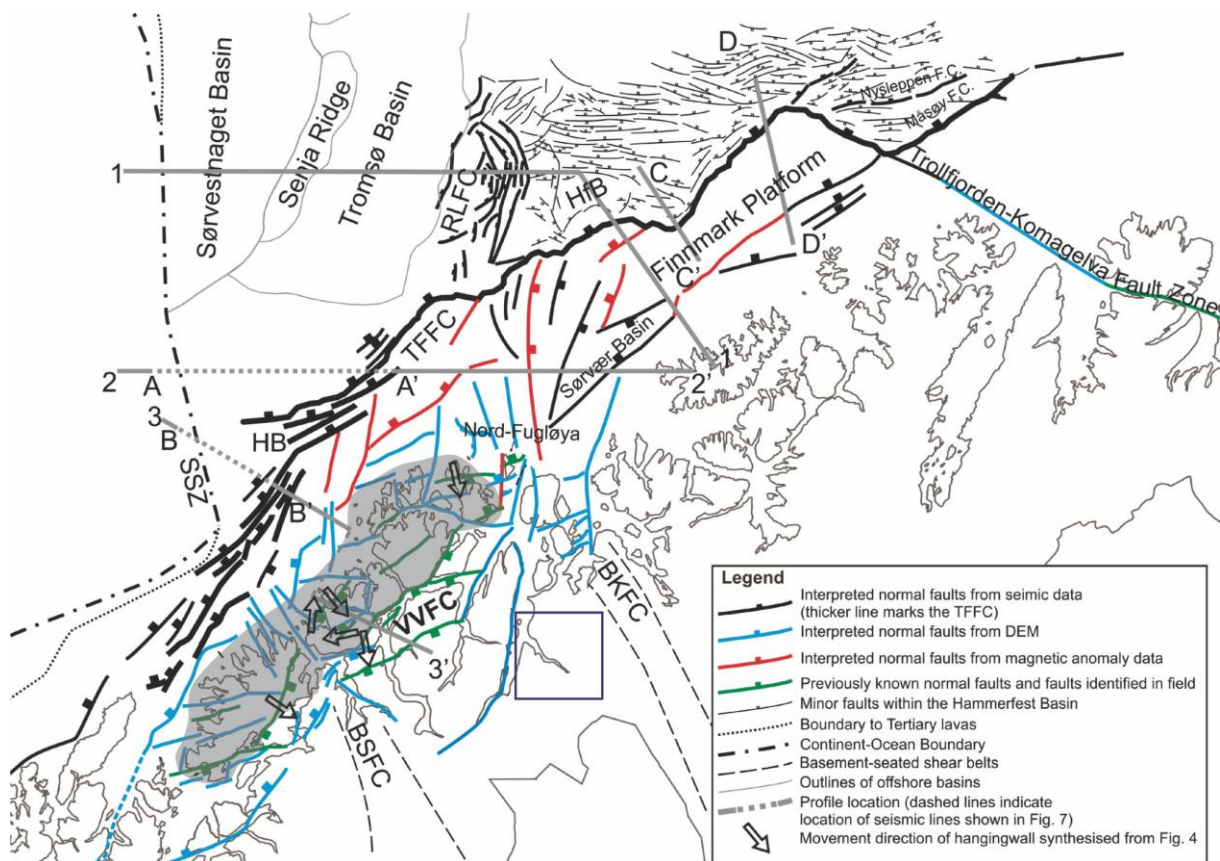 D
Nysleppen F.C.
Måsøy F.C.
Sørvestnaget Basin
Senja Ridge
Tromsø Basin
1
RLFC
HfB
C
Trollfjorden-Komagelva Fault Zone
Finnmark Platform
D'
C'
TFFC
Sørvær Basin
1'
2
A
A'
2'
3
B
HB
Nord-Fugløya
SSZ
B'
BKFC
VVFC
3'
BSFC
Legend
Interpreted normal faults from seimic data
(thicker line marks the TFFC)
Interpreted normal faults from DEM
Interpreted normal faults from magnetic anomaly data
Previously known normal faults and faults identified in field
Minor faults within the Hammerfest Basin
Boundary to Tertiary lavas
Continent-Ocean Boundary
Basement-seated shear belts
Outlines of offshore basins
Profile location (dashed lines indicate
location of seismic lines shown in Fig. 7)
Movement direction of hangingwall synthesised from Fig. 4